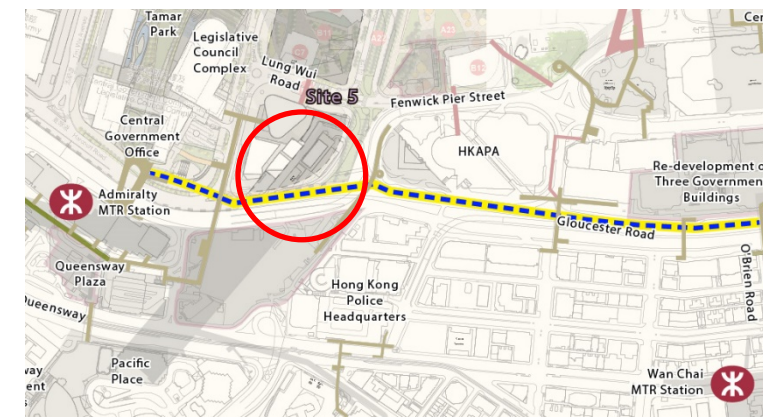 Tamar
Park
Legislative
Council
Complex
Lung Wui
Road
Site 5
Fenwick Pier Street
Central
Government
Office
HKAPA
Re-development o
Three Governmen
Buildings
Admiralty
MTR Station
Gloucester Road
O'Brien Road
Queensway
Plaza
Hong Kong
Police
Headquarters
ueensway
Pacific
Place
Wan Chai
MTR Station